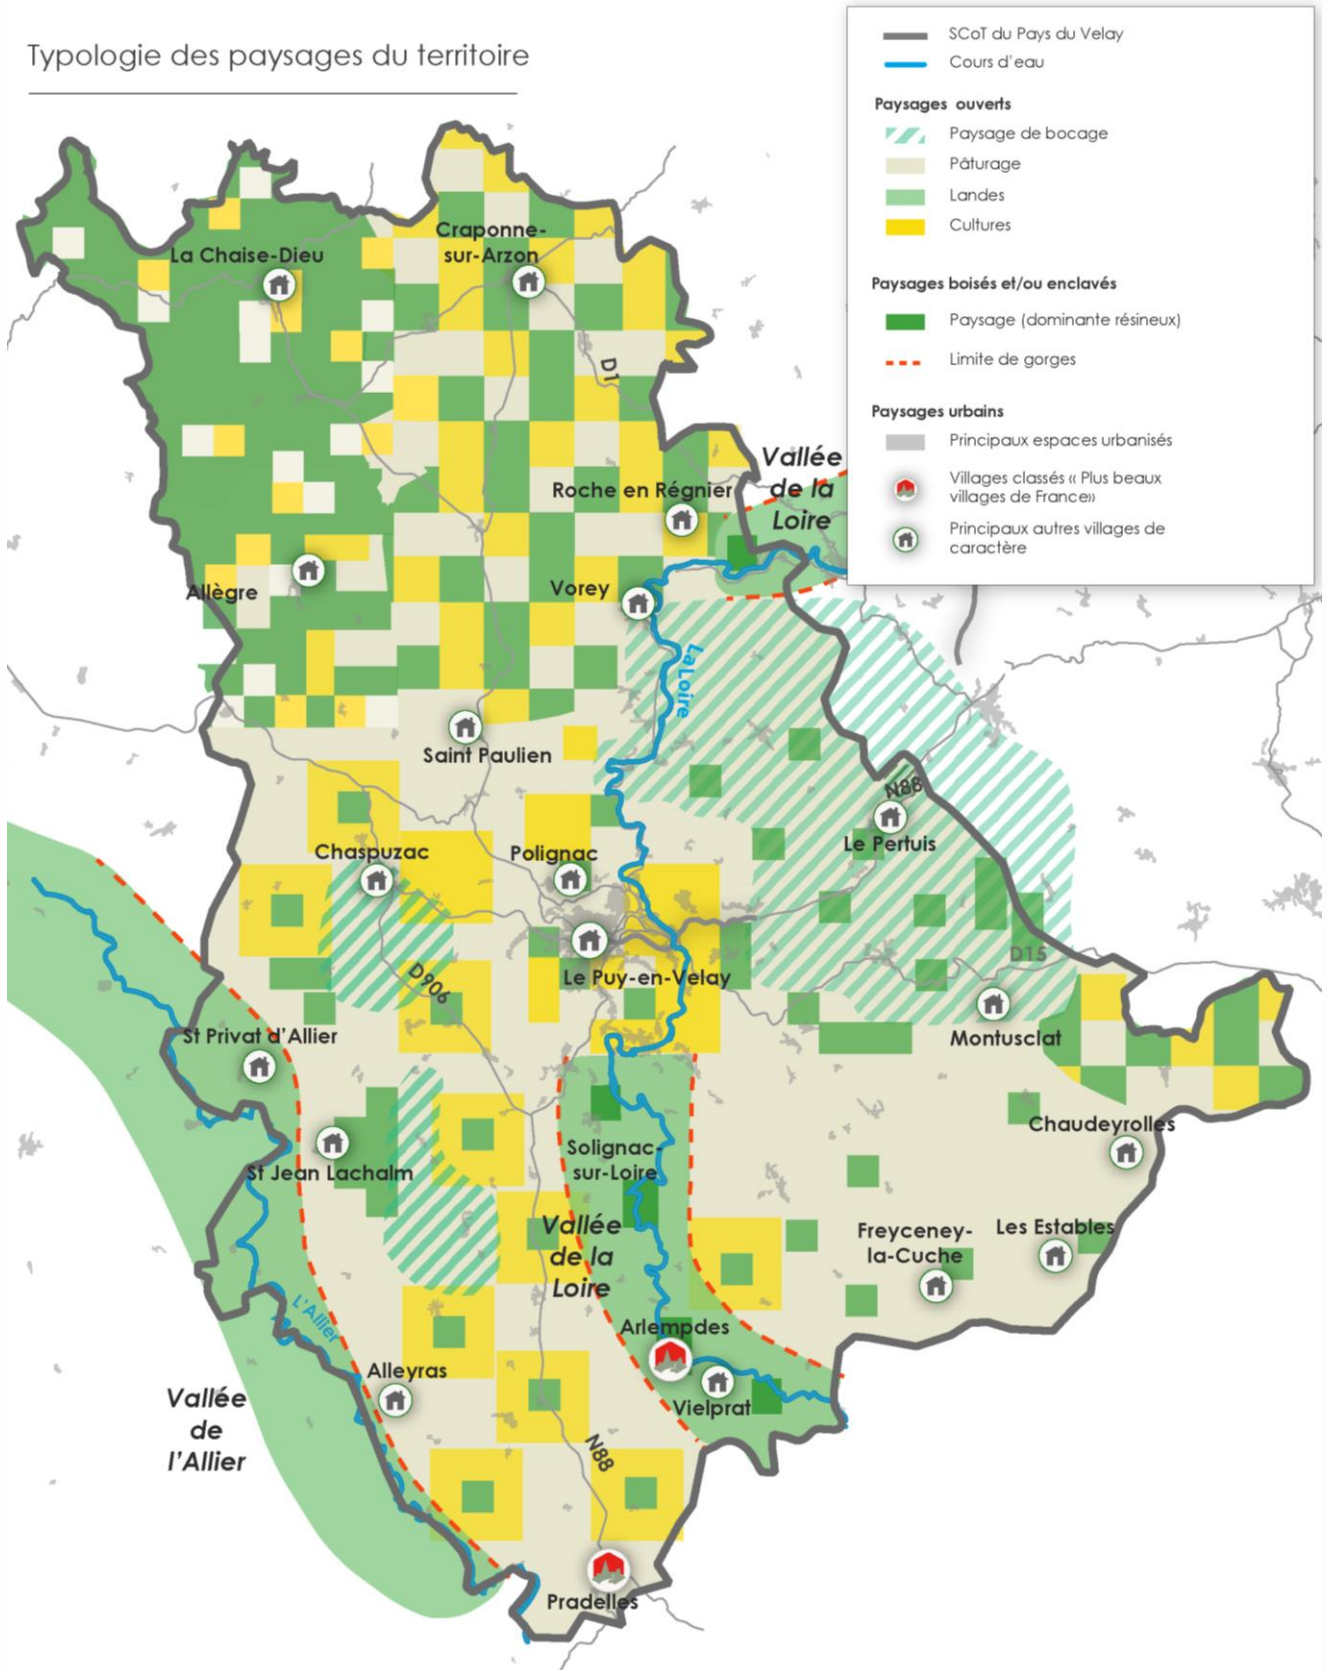 Typologie des paysages du territoire
SCoT du Pays du Velay
Cours d'eau
Paysages ouverts
Paysage de bocage
Pâturage
Landes
Cultures
Paysages boisés et/ou enclavés
Paysage (dominante résineux)
Limite de gorges
Paysages urbains
Principaux espaces urbanisés
Villages classés « Plus beaux
villages de France»
Principaux autres villages de
caractère
La Chaise-Dieu
Craponne-
sur-Arzon
D1
Vallée
de la
Loire
Roche en Régnier
Allègre
Vorey
La Loire
Saint Paulien
N88
Le Pertuis
Chaspuzac
Polignac
D15
Le Puy-en-Velay
D906
St Privat d'Allier
Montusclat
Chaudeyrolles
Solignac-
sur-Loire
St Jean Lachalm
Vallée
de la
Loire
Freyceney-
la-Cuche
Les Estables
L'Allier
Arlempdes
Alleyras
Vielprat
Vallée
de
l'Allier
N88
Pradelles